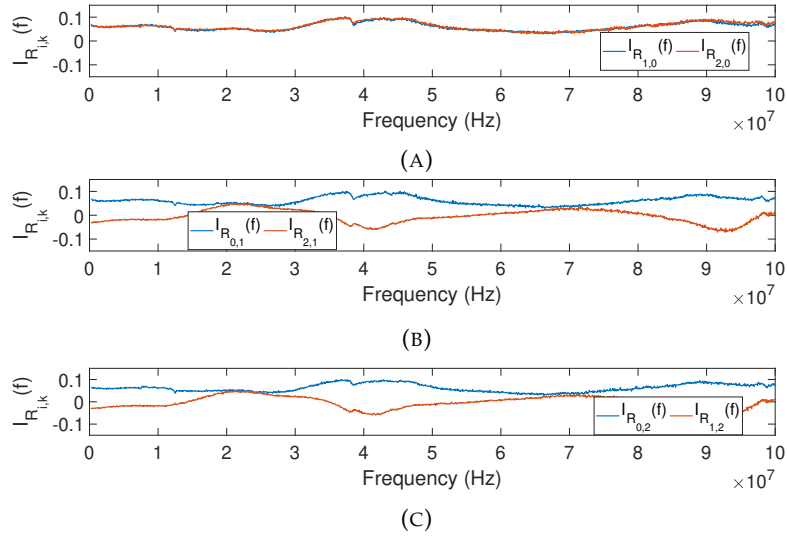 I_{R_{i,k}}(f)
0.1
0
-0.1
I_{R_{1,0}}(f) I_{R_{2,0}}(f)
0 1 2 3 4 5 6 7 8 9 10
Frequency (Hz) ×10^7
(A)
I_{R_{i,k}}(f)
0.1
0
-0.1
I_{R_{0,1}}(f) I_{R_{2,1}}(f)
0 1 2 3 4 5 6 7 8 9 10
Frequency (Hz) ×10^7
(B)
I_{R_{i,k}}(f)
0.1
0
-0.1
I_{R_{0,2}}(f) I_{R_{1,2}}(f)
0 1 2 3 4 5 6 7 8 9 10
Frequency (Hz) ×10^7
(C)